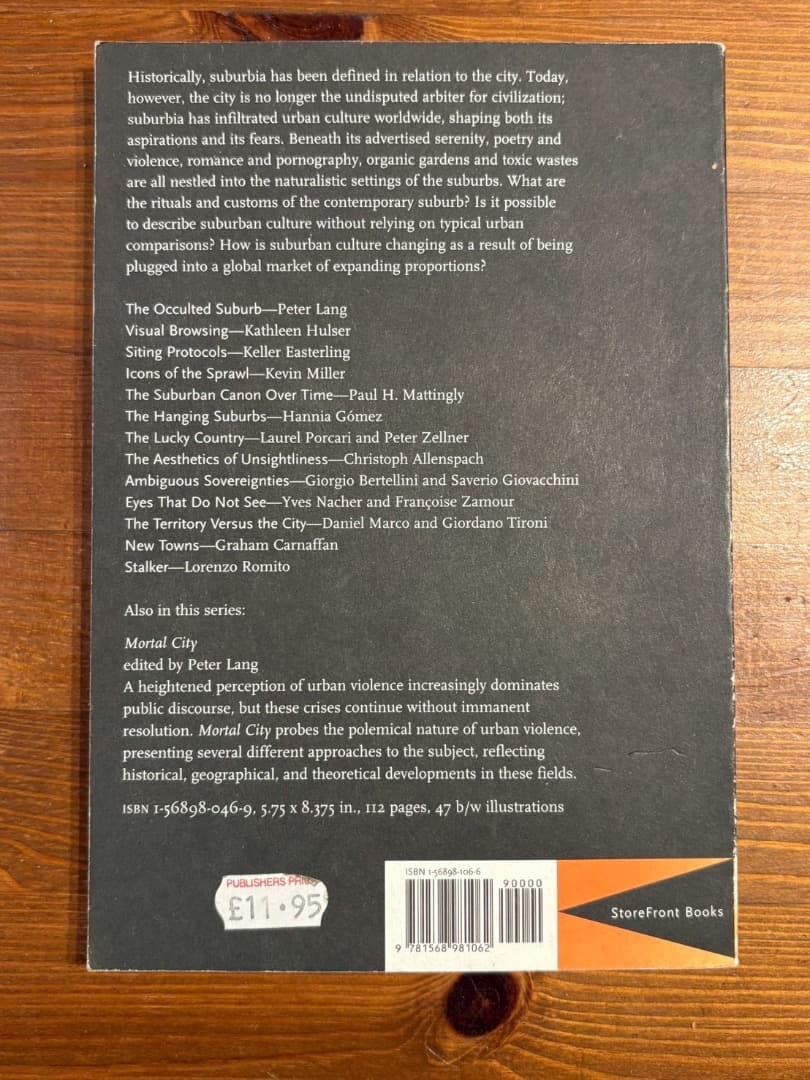 Historically, suburbia has been defined in relation to the city. Today,
however, the city is no longer the undisputed arbiter for civilization;
suburbia has infiltrated urban culture worldwide, shaping both its
aspirations and its fears. Beneath its advertised serenity, poetry and
violence, romance and pornography, organic gardens and toxic wastes
are all nestled into the naturalistic settings of the suburbs. What are
the rituals and customs of the contemporary suburb? Is it possible
to describe suburban culture without relying on typical urban
comparisons? How is suburban culture changing as a result of being
plugged into a global market of expanding proportions?
The Occulted Suburb—Peter Lang
Visual Browsing—Kathleen Hulser
Siting Protocols—Keller Easterling
Icons of the Sprawl—Kevin Miller
The Suburban Canon Over Time—Paul H. Mattingly
The Hanging Suburbs—Hannia Gómez
The Lucky Country—Laurel Porcari and Peter Zellner
The Aesthetics of Unsightliness—Christoph Allenspach
Ambiguous Sovereignties—Giorgio Bertellini and Saverio Giovacchini
Eyes That Do Not See—Yves Nacher and Françoise Zamour
The Territory Versus the City—Daniel Marco and Giordano Tironi
New Towns—Graham Carnaffan
Stalker—Lorenzo Romito
Also in this series:
Mortal City
edited by Peter Lang
A heightened perception of urban violence increasingly dominates
public discourse, but these crises continue without immanent
resolution. Mortal City probes the polemical nature of urban violence,
presenting several different approaches to the subject, reflecting
historical, geographical, and theoretical developments in these fields.
ISBN 1-56898-046-9, 5.75 x 8.375 in., 112 pages, 47 b/w illustrations
PUBLISHERS
£11.95
ISBN 1-56898-106-6
90000
9 781568 981062
StoreFront Books